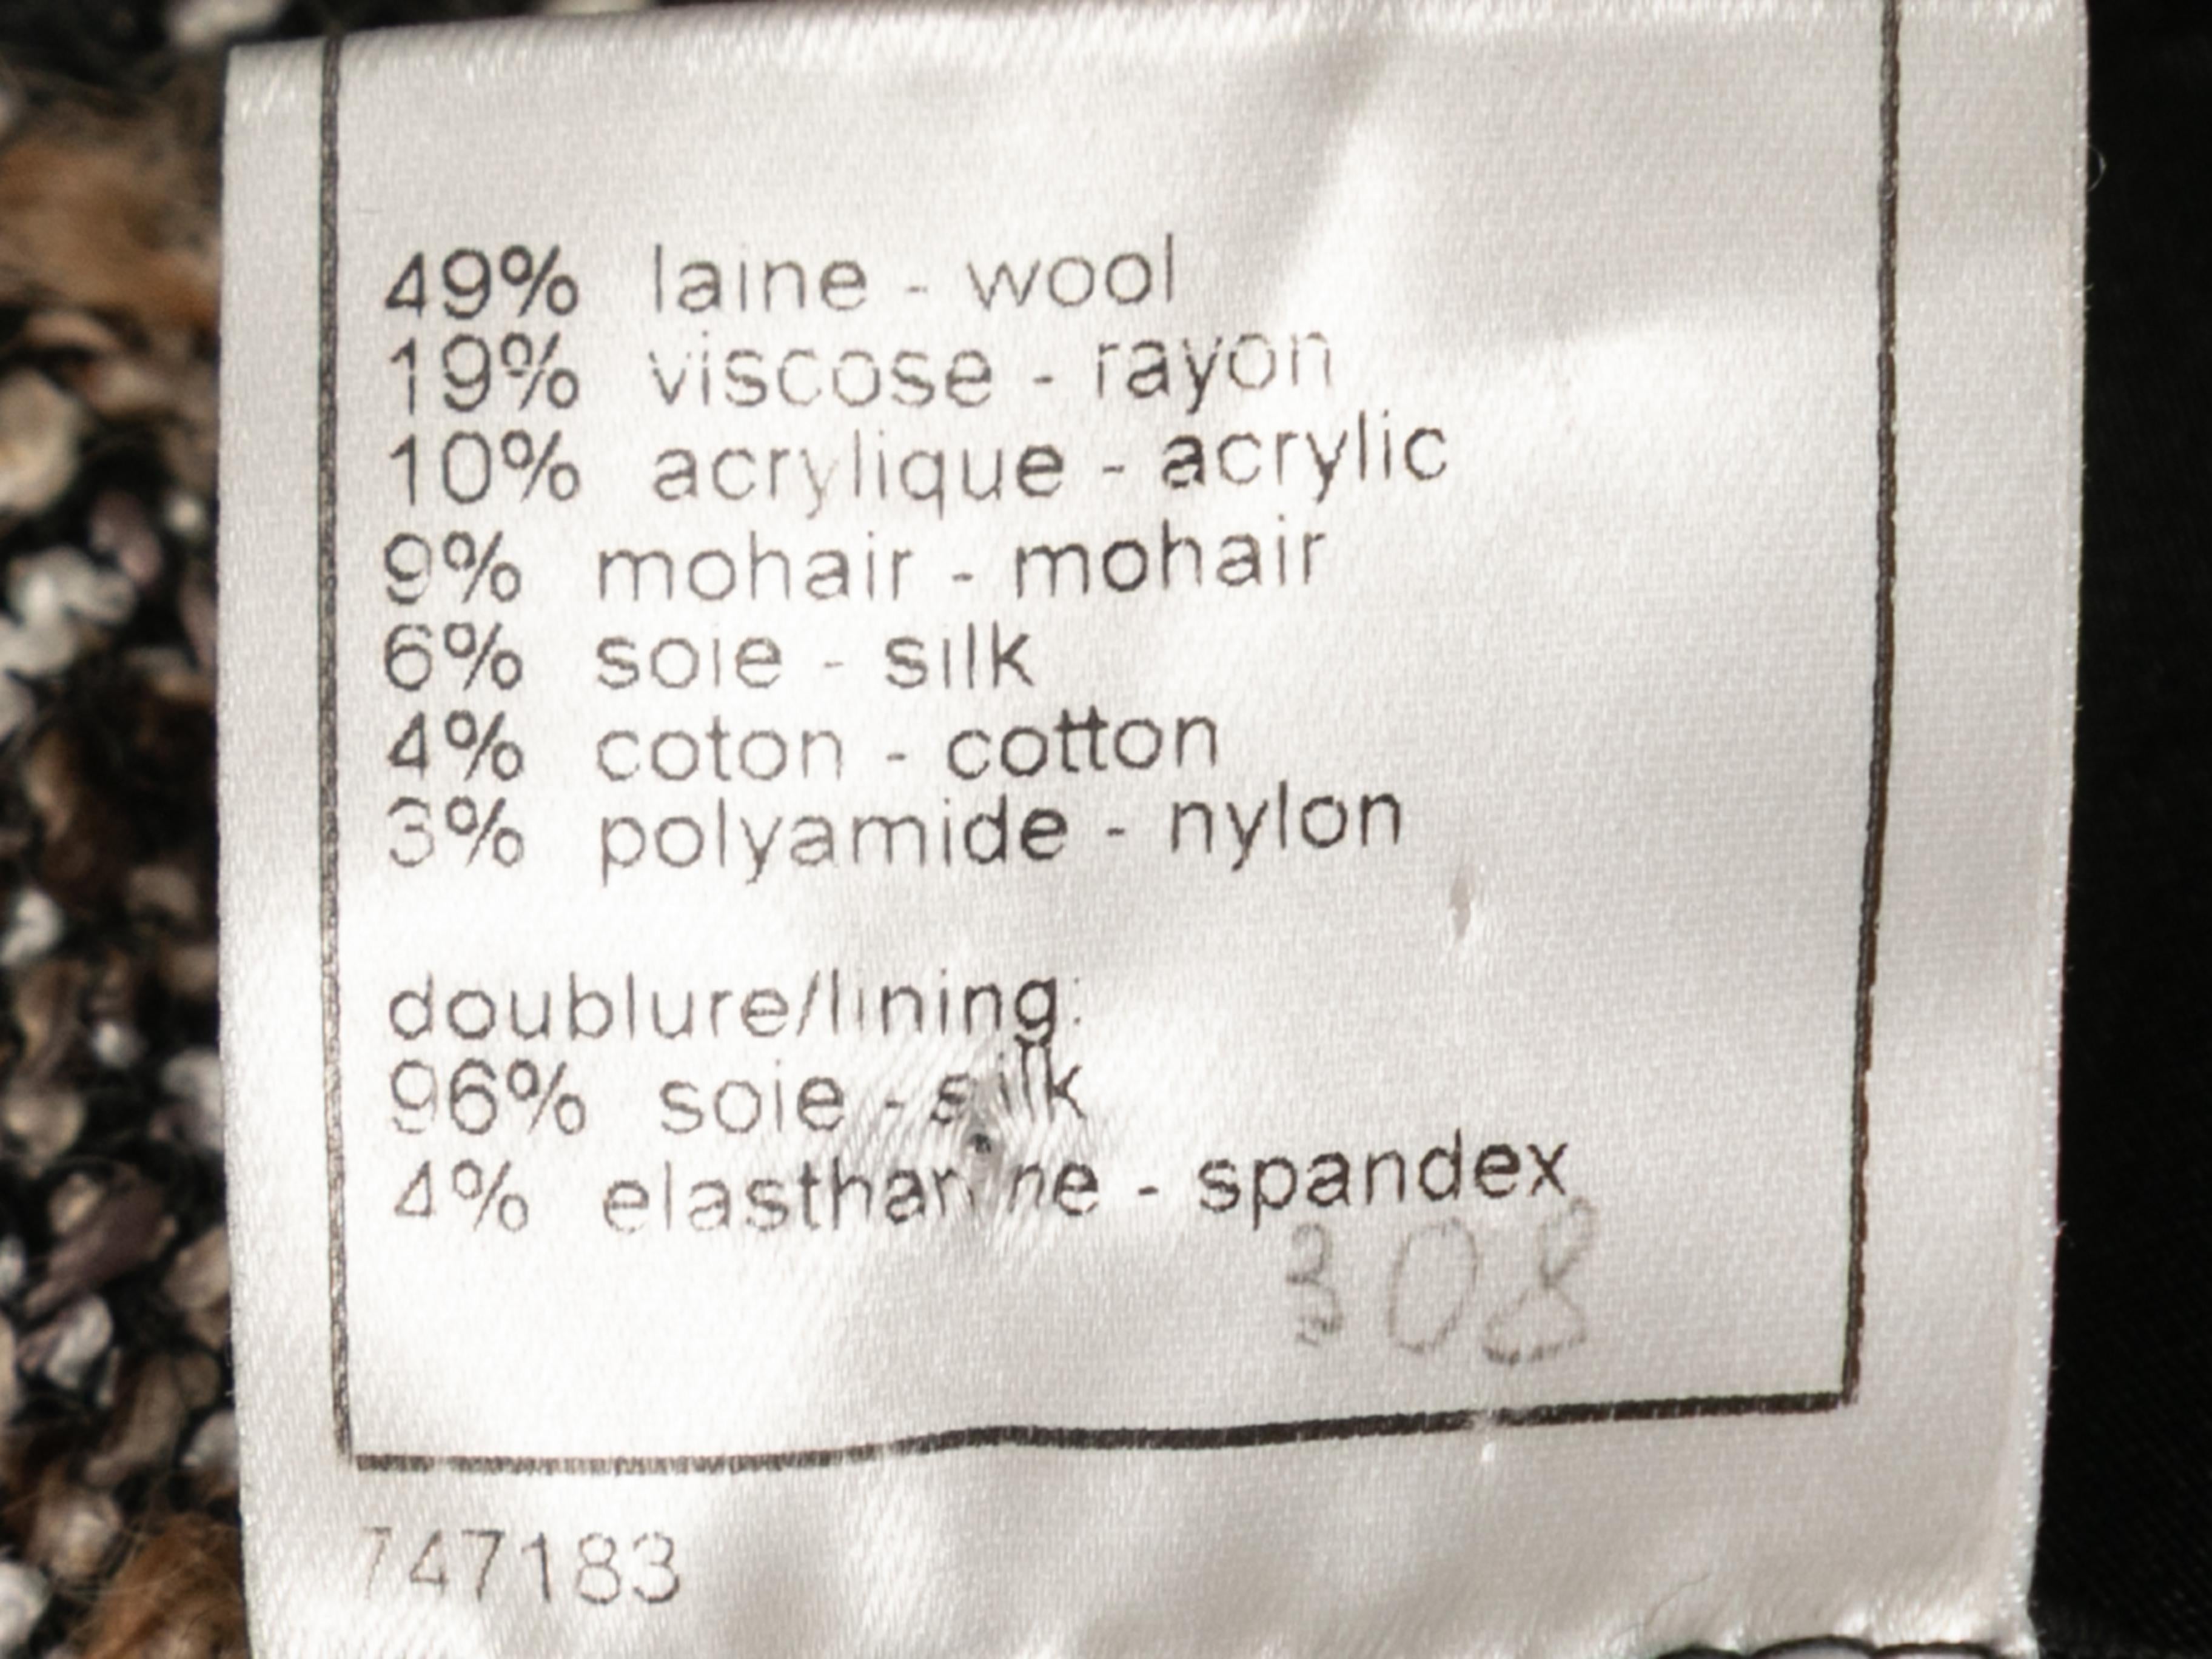 49% laine - wool
19% viscose - rayon
10% acrylique - acrylic
9% mohair - mohair
6% soie - silk
4% coton - cotton
3% polyamide - nylon
doublure/lining:
96% soie - silk
4% elasthanne - spandex
308
747183